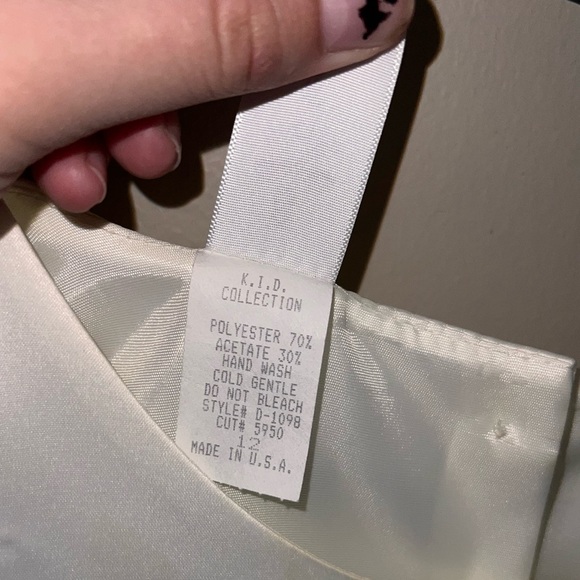 K.I.D.
COLLECTION
POLYESTER 70%
ACETATE 30%
HAND WASH
COLD GENTLE
DO NOT BLEACH
STYLE# D-1098
CUT# 5950
12
MADE IN U.S.A.